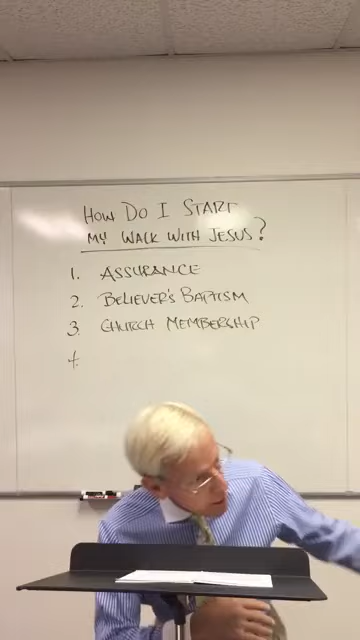 HOW DO I START
MY WALK WITH JESUS?
1. ASSURANCE
2. BELIEVER'S BAPTISM
3. CHURCH MEMBERSHIP
4.